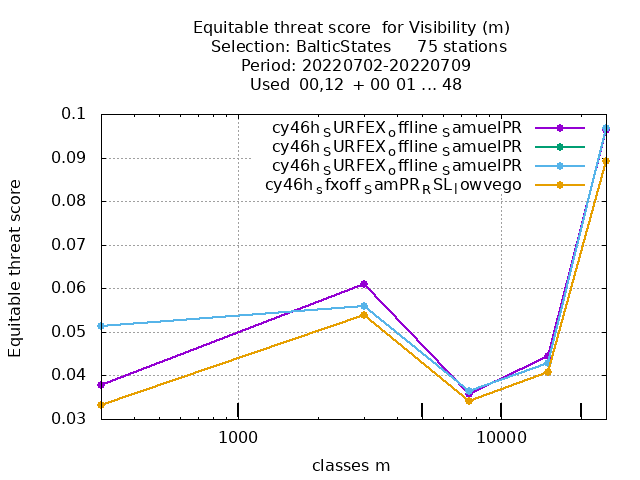 Equitable threat score  for Visibility (m)
Selection: BalticStates     75 stations
Period: 20220702-20220709
Used  00,12  + 00 01 ... 48
cy46h_SURFEX_offline_SamuelPR
cy46h_SURFEX_offline_SamuelPR
cy46h_SURFEX_offline_SamuelPR
cy46h_sfxoff_SamPR_RSL_lowvego
0.1
0.09
0.08
0.07
0.06
0.05
0.04
0.03
Equitable threat score
1000 10000
classes m